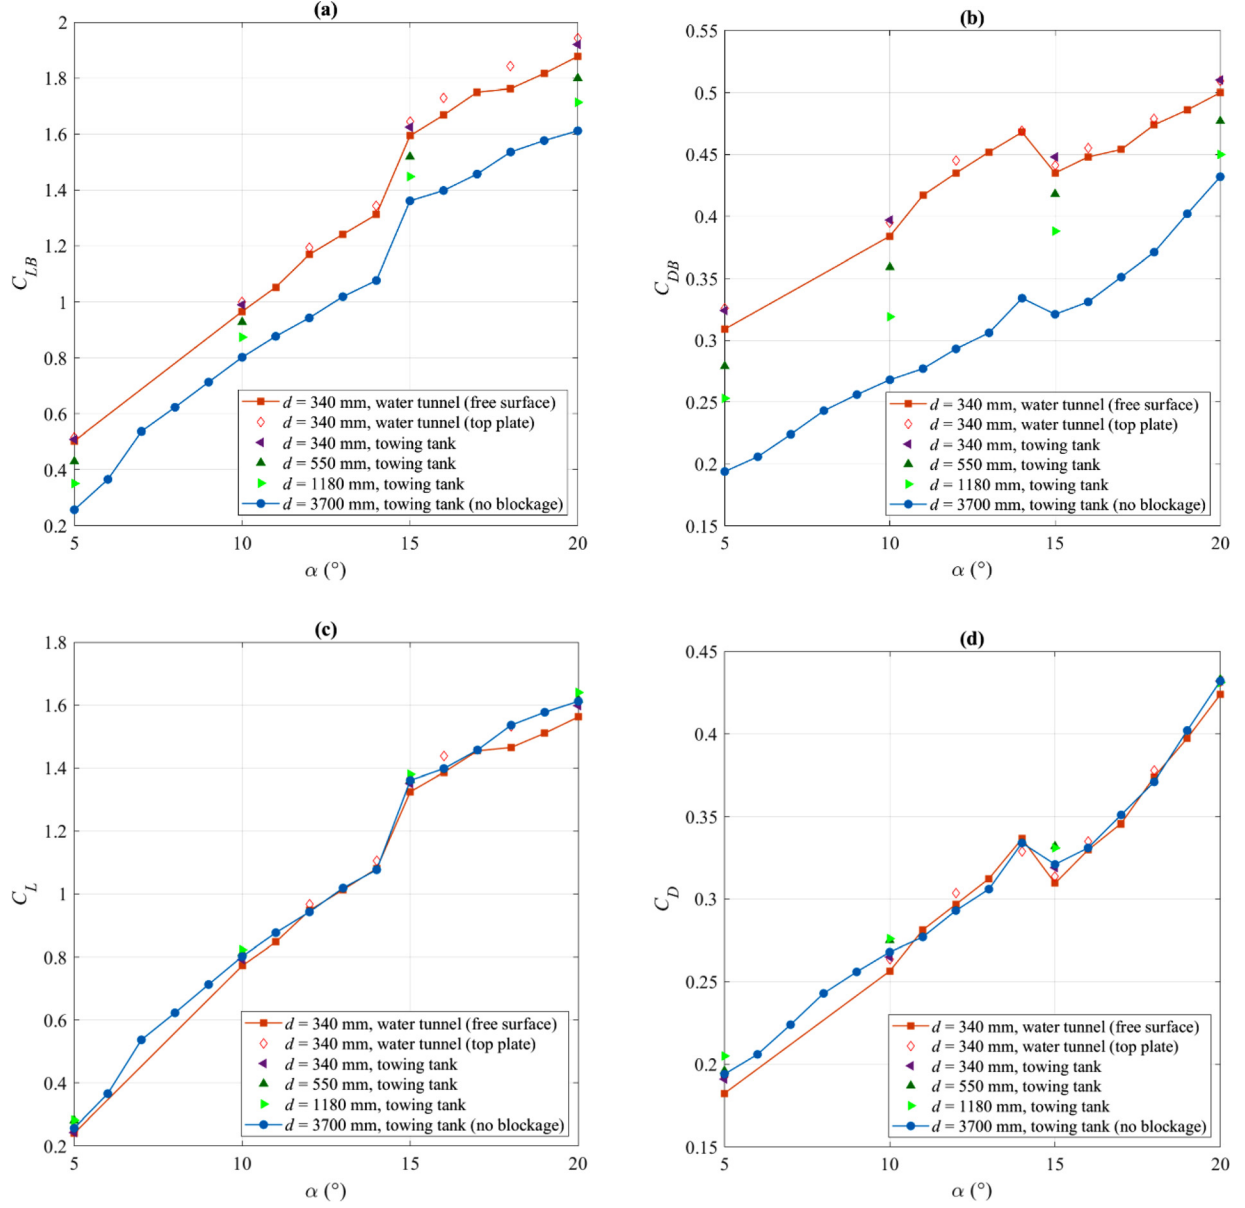 (a)
2
1.8
1.6
1.4
1.2
1
0.8
0.6
0.4
0.2
C_{LB}
d = 340 mm, water tunnel (free surface)
d = 340 mm, water tunnel (top plate)
d = 340 mm, towing tank
d = 550 mm, towing tank
d = 1180 mm, towing tank
d = 3700 mm, towing tank (no blockage)
5 10 15 20
α (°)
(b)
0.55
0.5
0.45
0.4
0.35
0.3
0.25
0.2
0.15
C_{DB}
d = 340 mm, water tunnel (free surface)
d = 340 mm, water tunnel (top plate)
d = 340 mm, towing tank
d = 550 mm, towing tank
d = 1180 mm, towing tank
d = 3700 mm, towing tank (no blockage)
5 10 15 20
α (°)
(c)
1.8
1.6
1.4
1.2
1
0.8
0.6
0.4
0.2
C_L
d = 340 mm, water tunnel (free surface)
d = 340 mm, water tunnel (top plate)
d = 340 mm, towing tank
d = 550 mm, towing tank
d = 1180 mm, towing tank
d = 3700 mm, towing tank (no blockage)
5 10 15 20
α (°)
(d)
0.45
0.4
0.35
0.3
0.25
0.2
0.15
C_D
d = 340 mm, water tunnel (free surface)
d = 340 mm, water tunnel (top plate)
d = 340 mm, towing tank
d = 550 mm, towing tank
d = 1180 mm, towing tank
d = 3700 mm, towing tank (no blockage)
5 10 15 20
α (°)